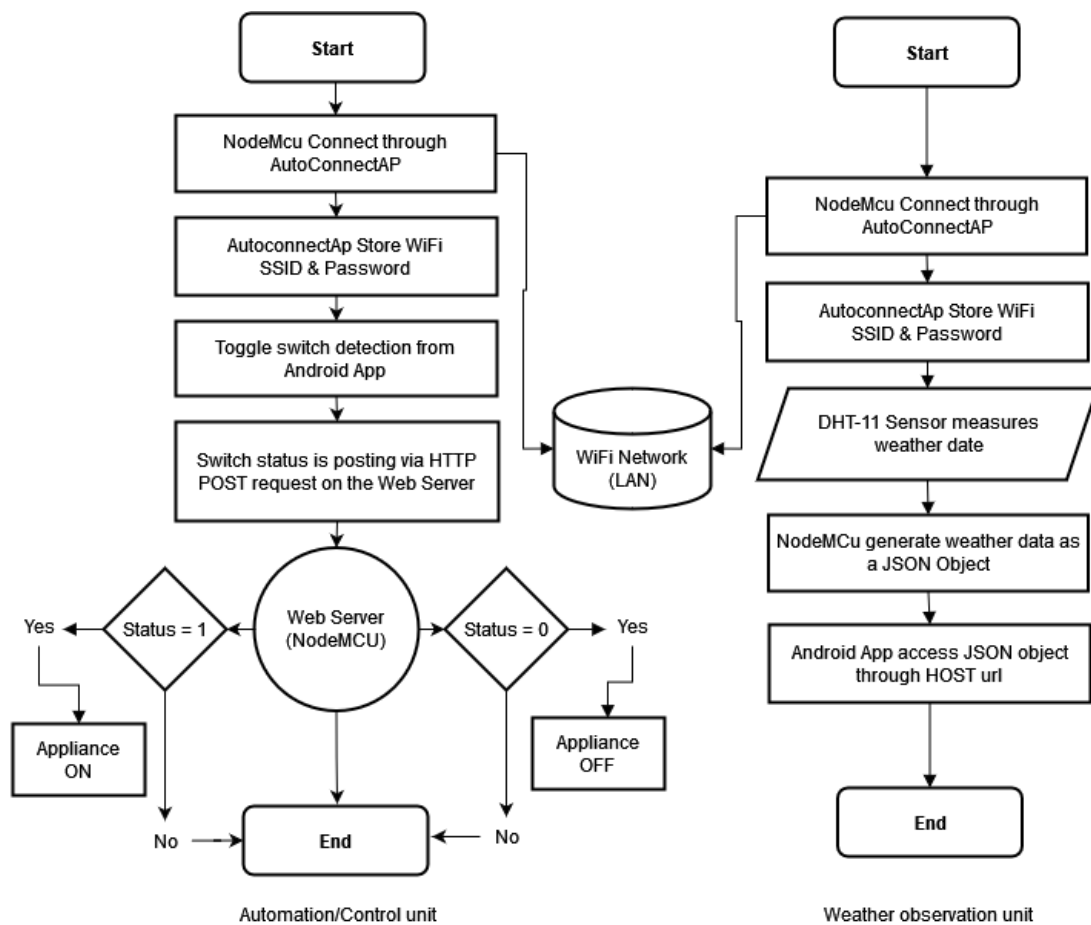 Start
NodeMcu Connect through
AutoConnectAP
AutoconnectAp Store WiFi
SSID & Password
Toggle switch detection from
Android App
Switch status is posting via HTTP
POST request on the Web Server
Web Server
(NodeMCU)
Status = 1
Yes
Appliance
ON
No
Status = 0
Yes
Appliance
OFF
No
End
Automation/Control unit
WiFi Network
(LAN)
Start
NodeMcu Connect through
AutoConnectAP
AutoconnectAp Store WiFi
SSID & Password
DHT-11 Sensor measures
weather date
NodeMCu generate weather data as
a JSON Object
Android App access JSON object
through HOST url
End
Weather observation unit